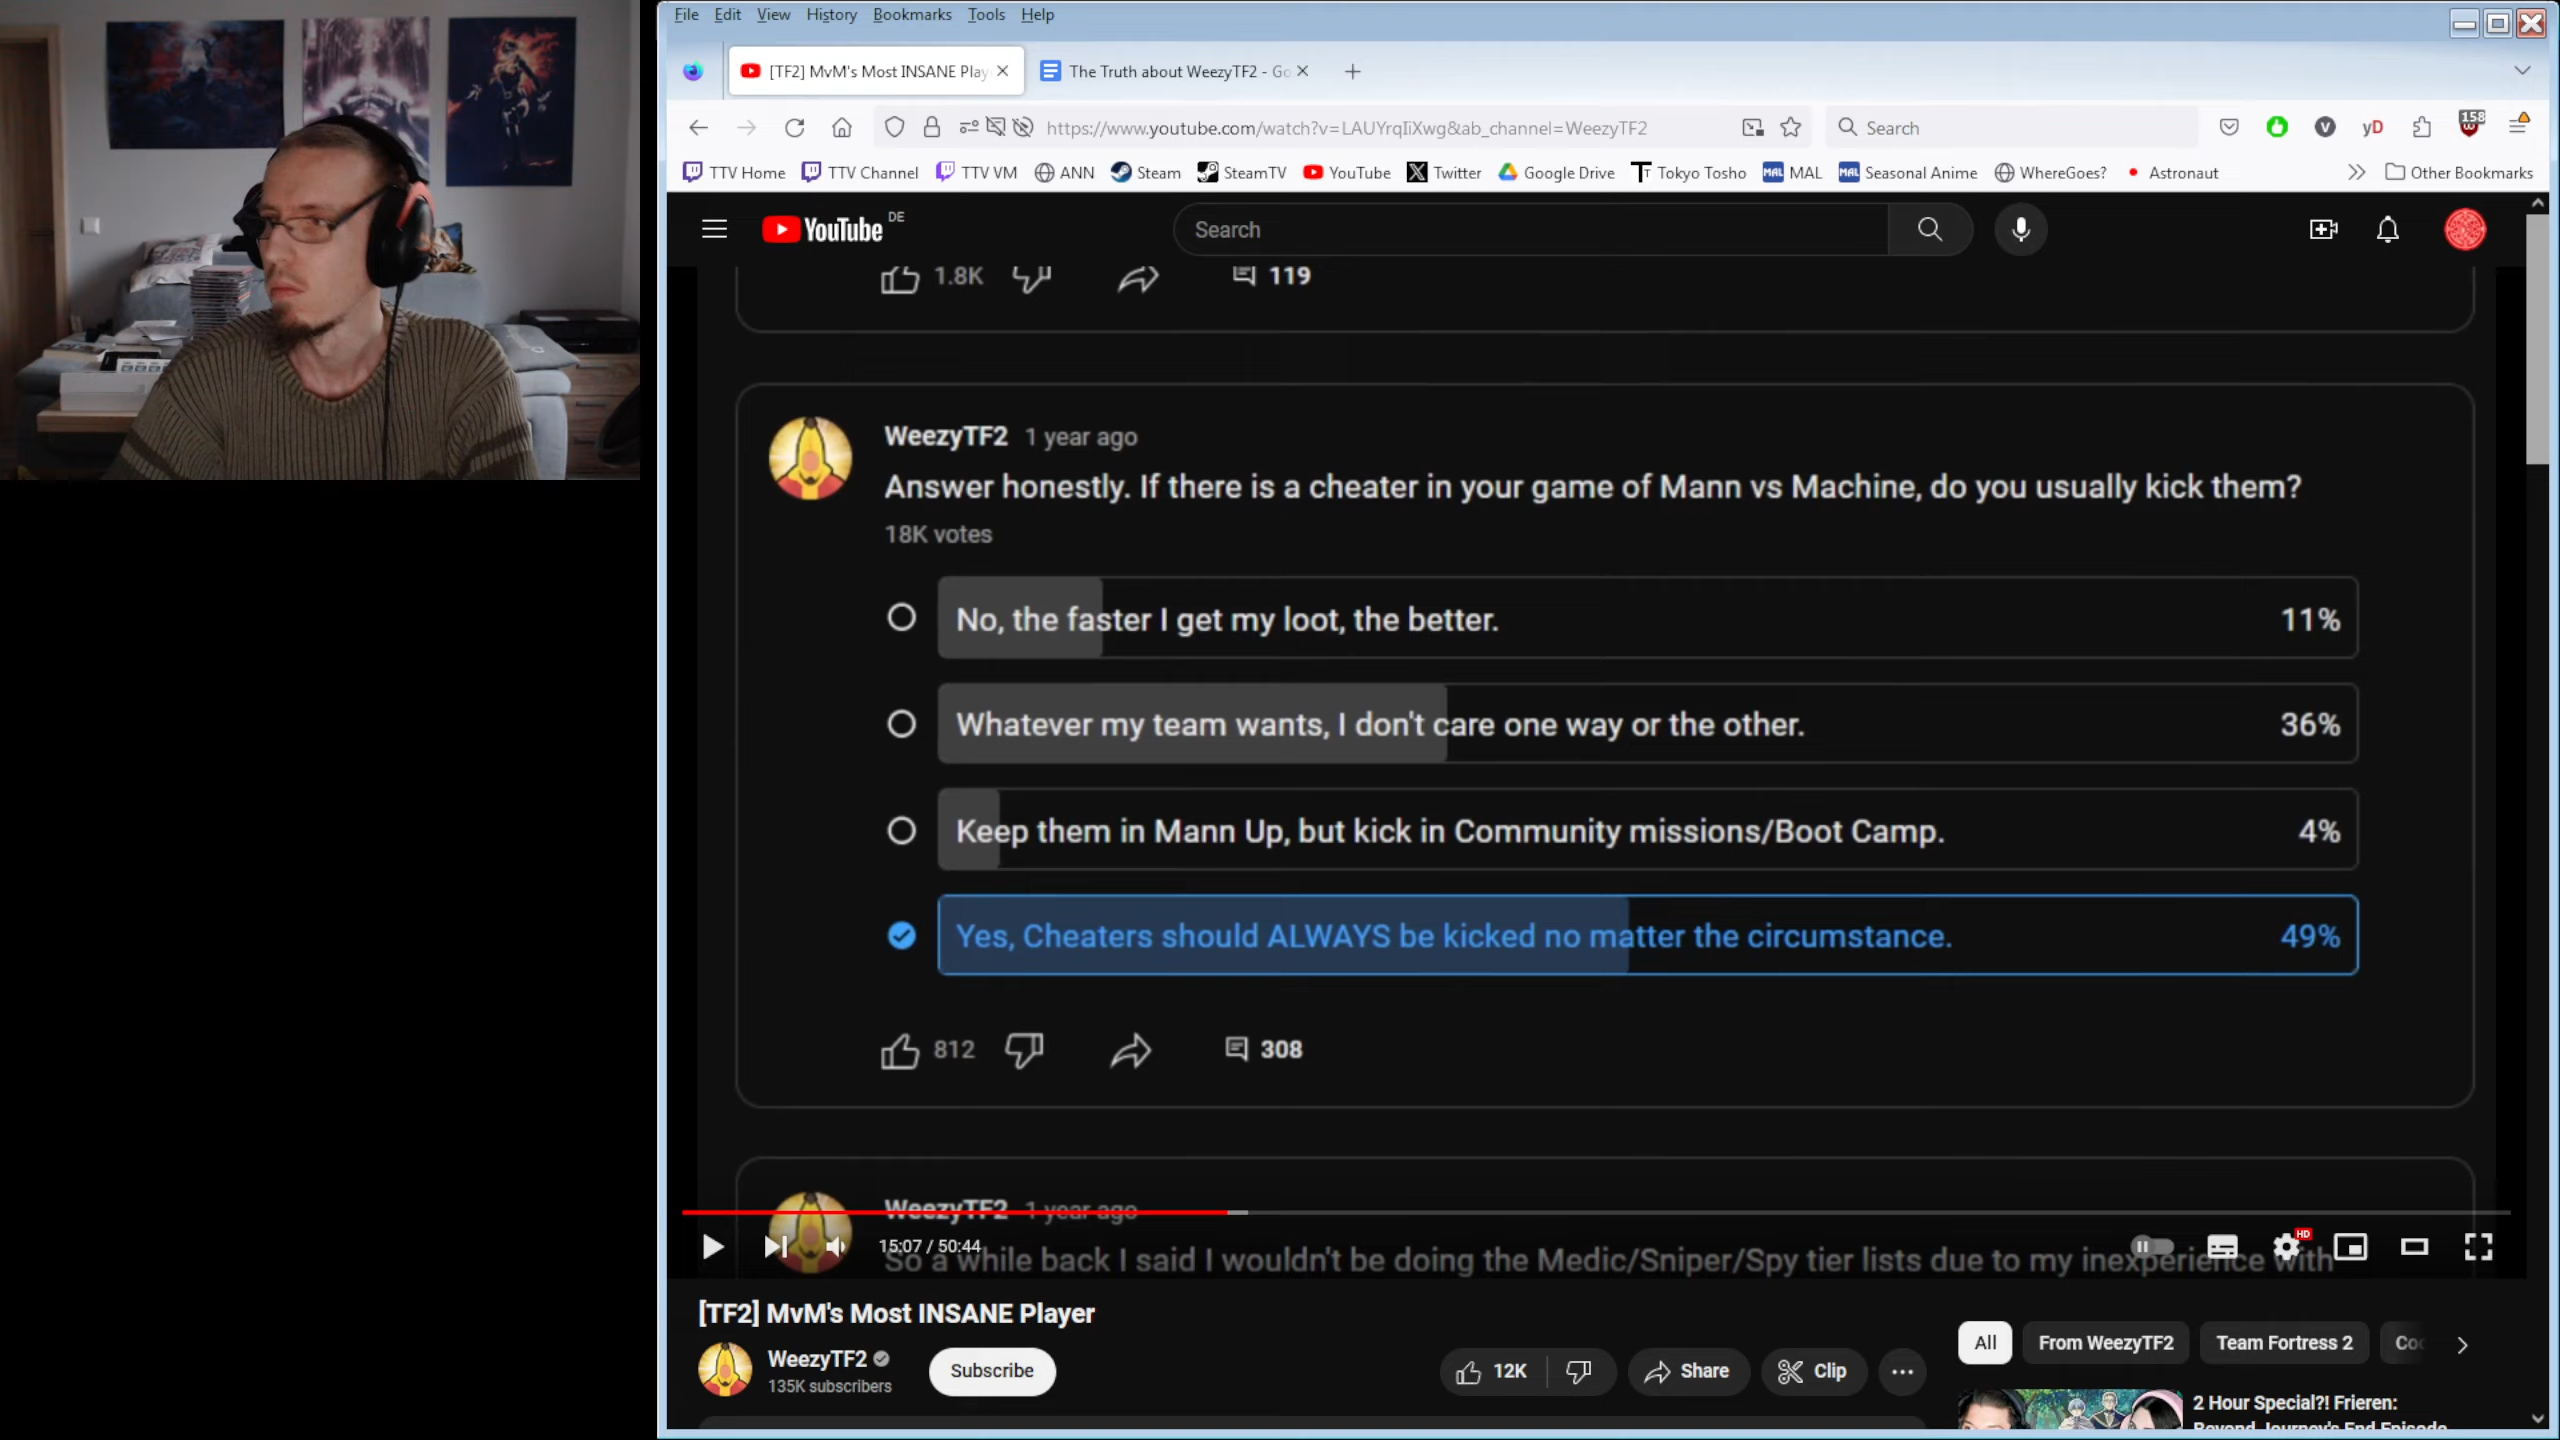 File Edit View History Bookmarks Tools Help
[TF2] MvM's Most INSANE Play
The Truth about WeezyTF2 - Go
https://www.youtube.com/watch?v=LAUYrqIiXwg&ab_channel=WeezyTF2
Search
yD
158
TTV Home TTV Channel TTV VM ANN Steam SteamTV YouTube Twitter Google Drive Tokyo Tosho MAL Seasonal Anime WhereGoes? Astronaut Other Bookmarks
YouTube DE
Search
1.8K 119
WeezyTF2 1 year ago
Answer honestly. If there is a cheater in your game of Mann vs Machine, do you usually kick them?
18K votes
No, the faster I get my loot, the better. 11%
Whatever my team wants, I don't care one way or the other. 36%
Keep them in Mann Up, but kick in Community missions/Boot Camp. 4%
Yes, Cheaters should ALWAYS be kicked no matter the circumstance. 49%
812 308
WeezyTF2 1 year ago
15:07 / 50:44
HD
So a while back I said I wouldn't be doing the Medic/Sniper/Spy tier lists due to my inexperience with
[TF2] MvM's Most INSANE Player
WeezyTF2
135K subscribers
Subscribe
12K Share Clip
All From WeezyTF2 Team Fortress 2
2 Hour Special?! Frieren:
Beyond Journey's End Episode